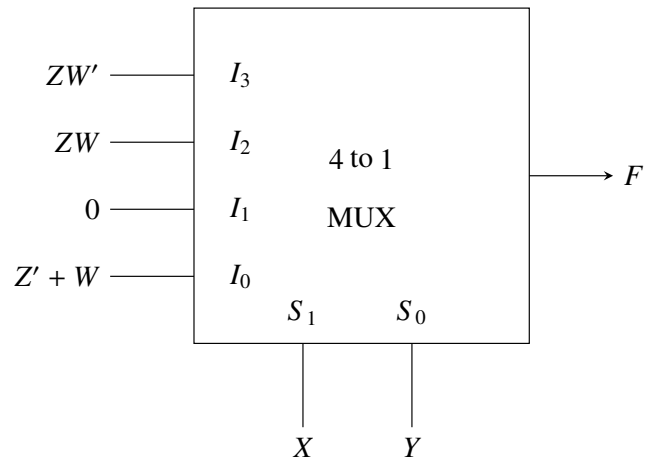 ZW′ I₃
ZW I₂
4 to 1
F
0 I₁
MUX
Z′ + W I₀
S₁ S₀
X Y